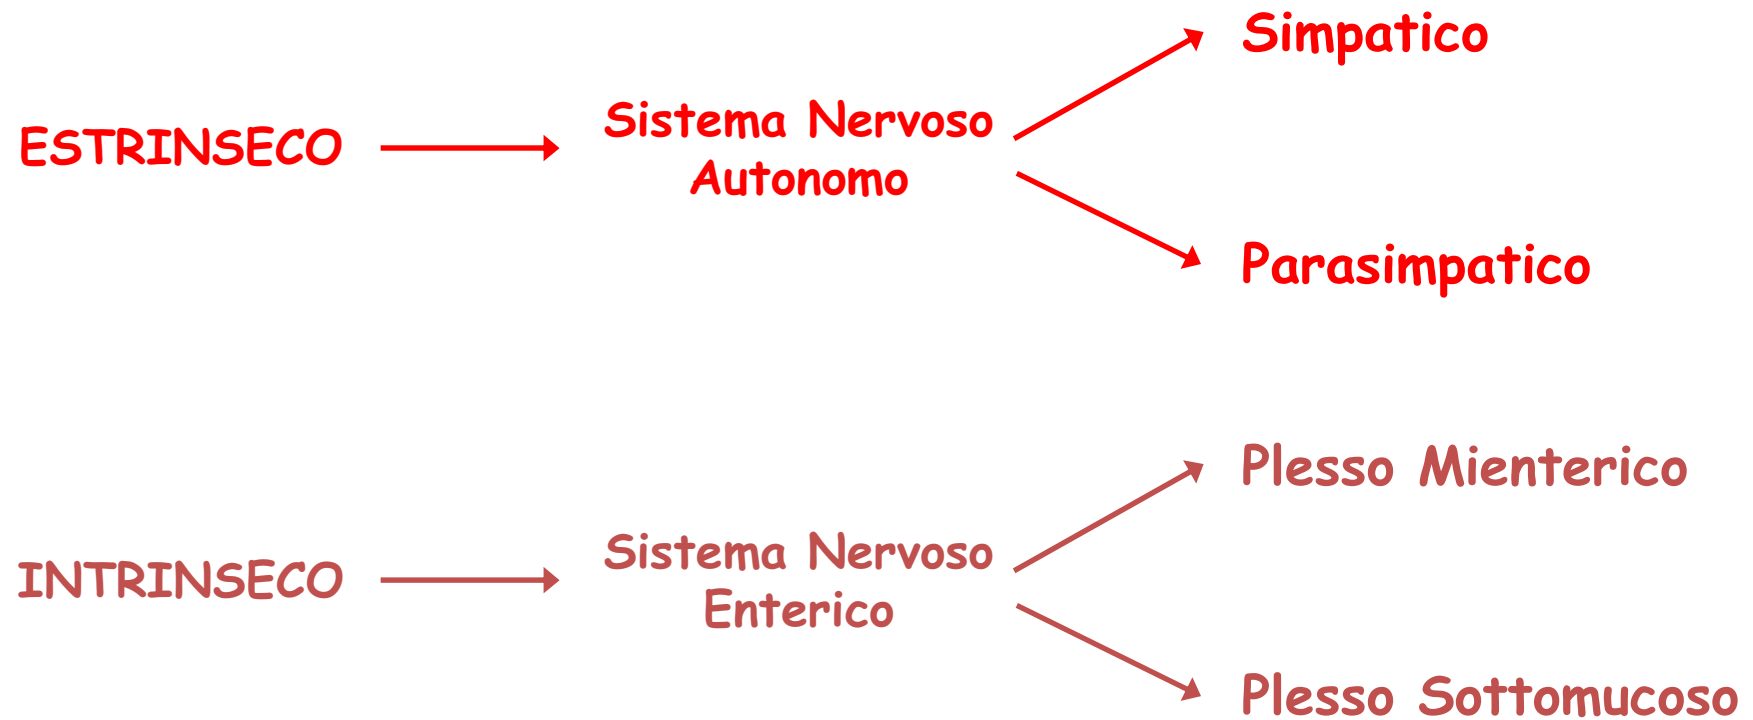 Simpatico
ESTRINSECO
Sistema Nervoso
Autonomo
Parasimpatico
Plesso Mienterico
INTRINSECO
Sistema Nervoso
Enterico
Plesso Sottomucoso